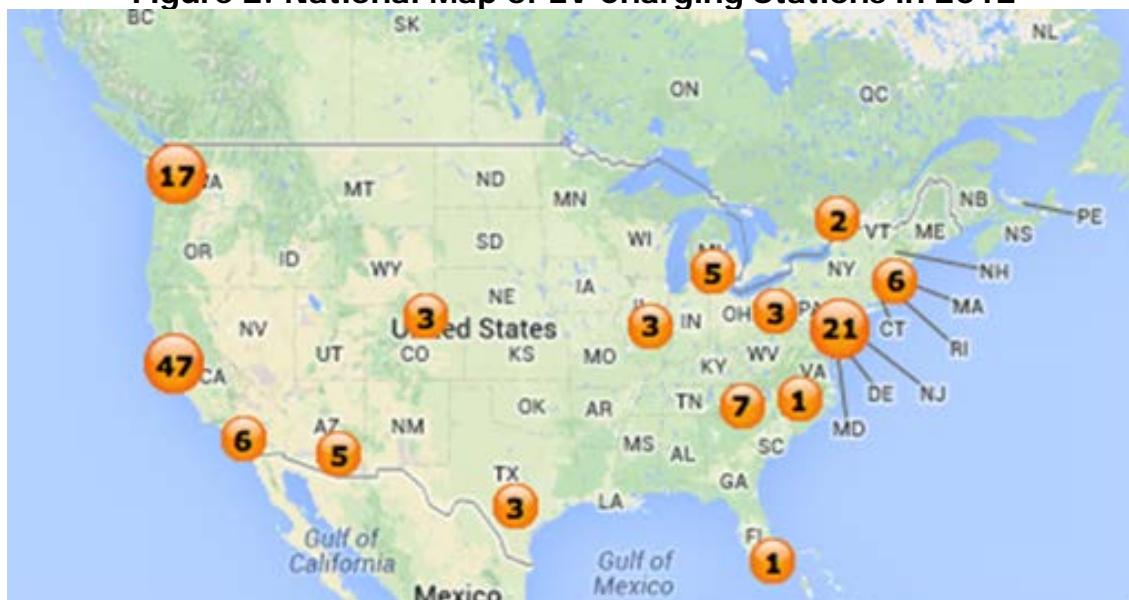 Figure 2: National Map of EV Charging Stations in 2012
BC
SK
NL
ON
QC
17
WA
MT
ND
MN
NB
PE
2
VT
ME
NS
OR
ID
SD
WI
MI
5
NY
NH
WY
6
MA
IA
NE
3
United States
IL
3
IN
OH
3
PA
21
CT
RI
NV
UT
CO
KS
MO
WV
KY
VA
DE
NJ
47
CA
OK
AR
TN
7
1
MD
6
AZ
5
NM
MS
AL
SC
GA
TX
3
LA
FL
1
Gulf of
California
Gulf of
Mexico
Mexico